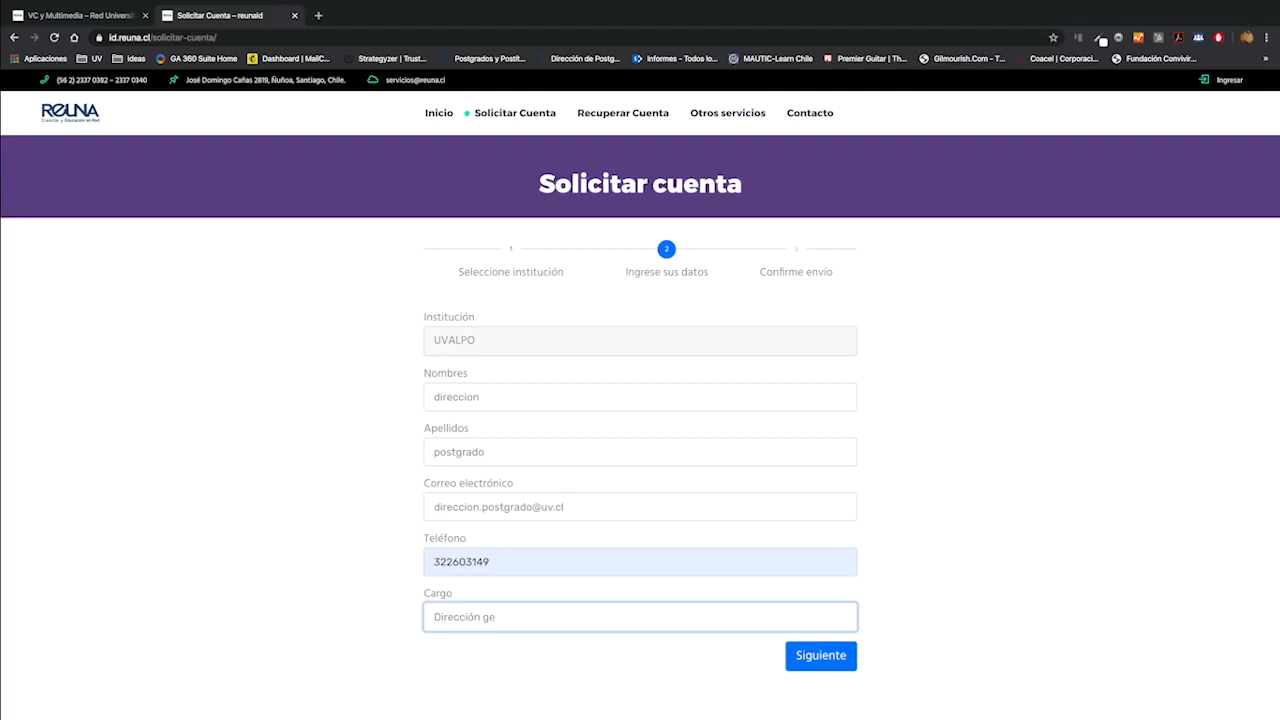 VC y Multimedia – Red Universit
Solicitar Cuenta – reunaid
id.reuna.cl/solicitar-cuenta/
Aplicaciones UV ideas GA 360 Suite Home Dashboard | MailC... Strategyzer | Trust... Postgrados y Postít... Dirección de Postg... Informes - Todos lo... MAUTIC-Learn Chile Premier Guitar | Th... Gilmourish.Com – T... Coacel | Corporaci... Fundación Convivir... »
(56 2) 2337 0382 – 2337 0340 José Domingo Cañas 2819, Ñuñoa, Santiago, Chile. servicios@reuna.cl Ingresar
REUNA
Ciencia y Educación en Red
Inicio Solicitar Cuenta Recuperar Cuenta Otros servicios Contacto
Solicitar cuenta
1 2
Seleccione institución Ingrese sus datos Confirme envío
Institución
UVALPO
Nombres
direccion
Apellidos
postgrado
Correo electrónico
direccion.postgrado@uv.cl
Teléfono
322603149
Cargo
Dirección ge
Siguiente